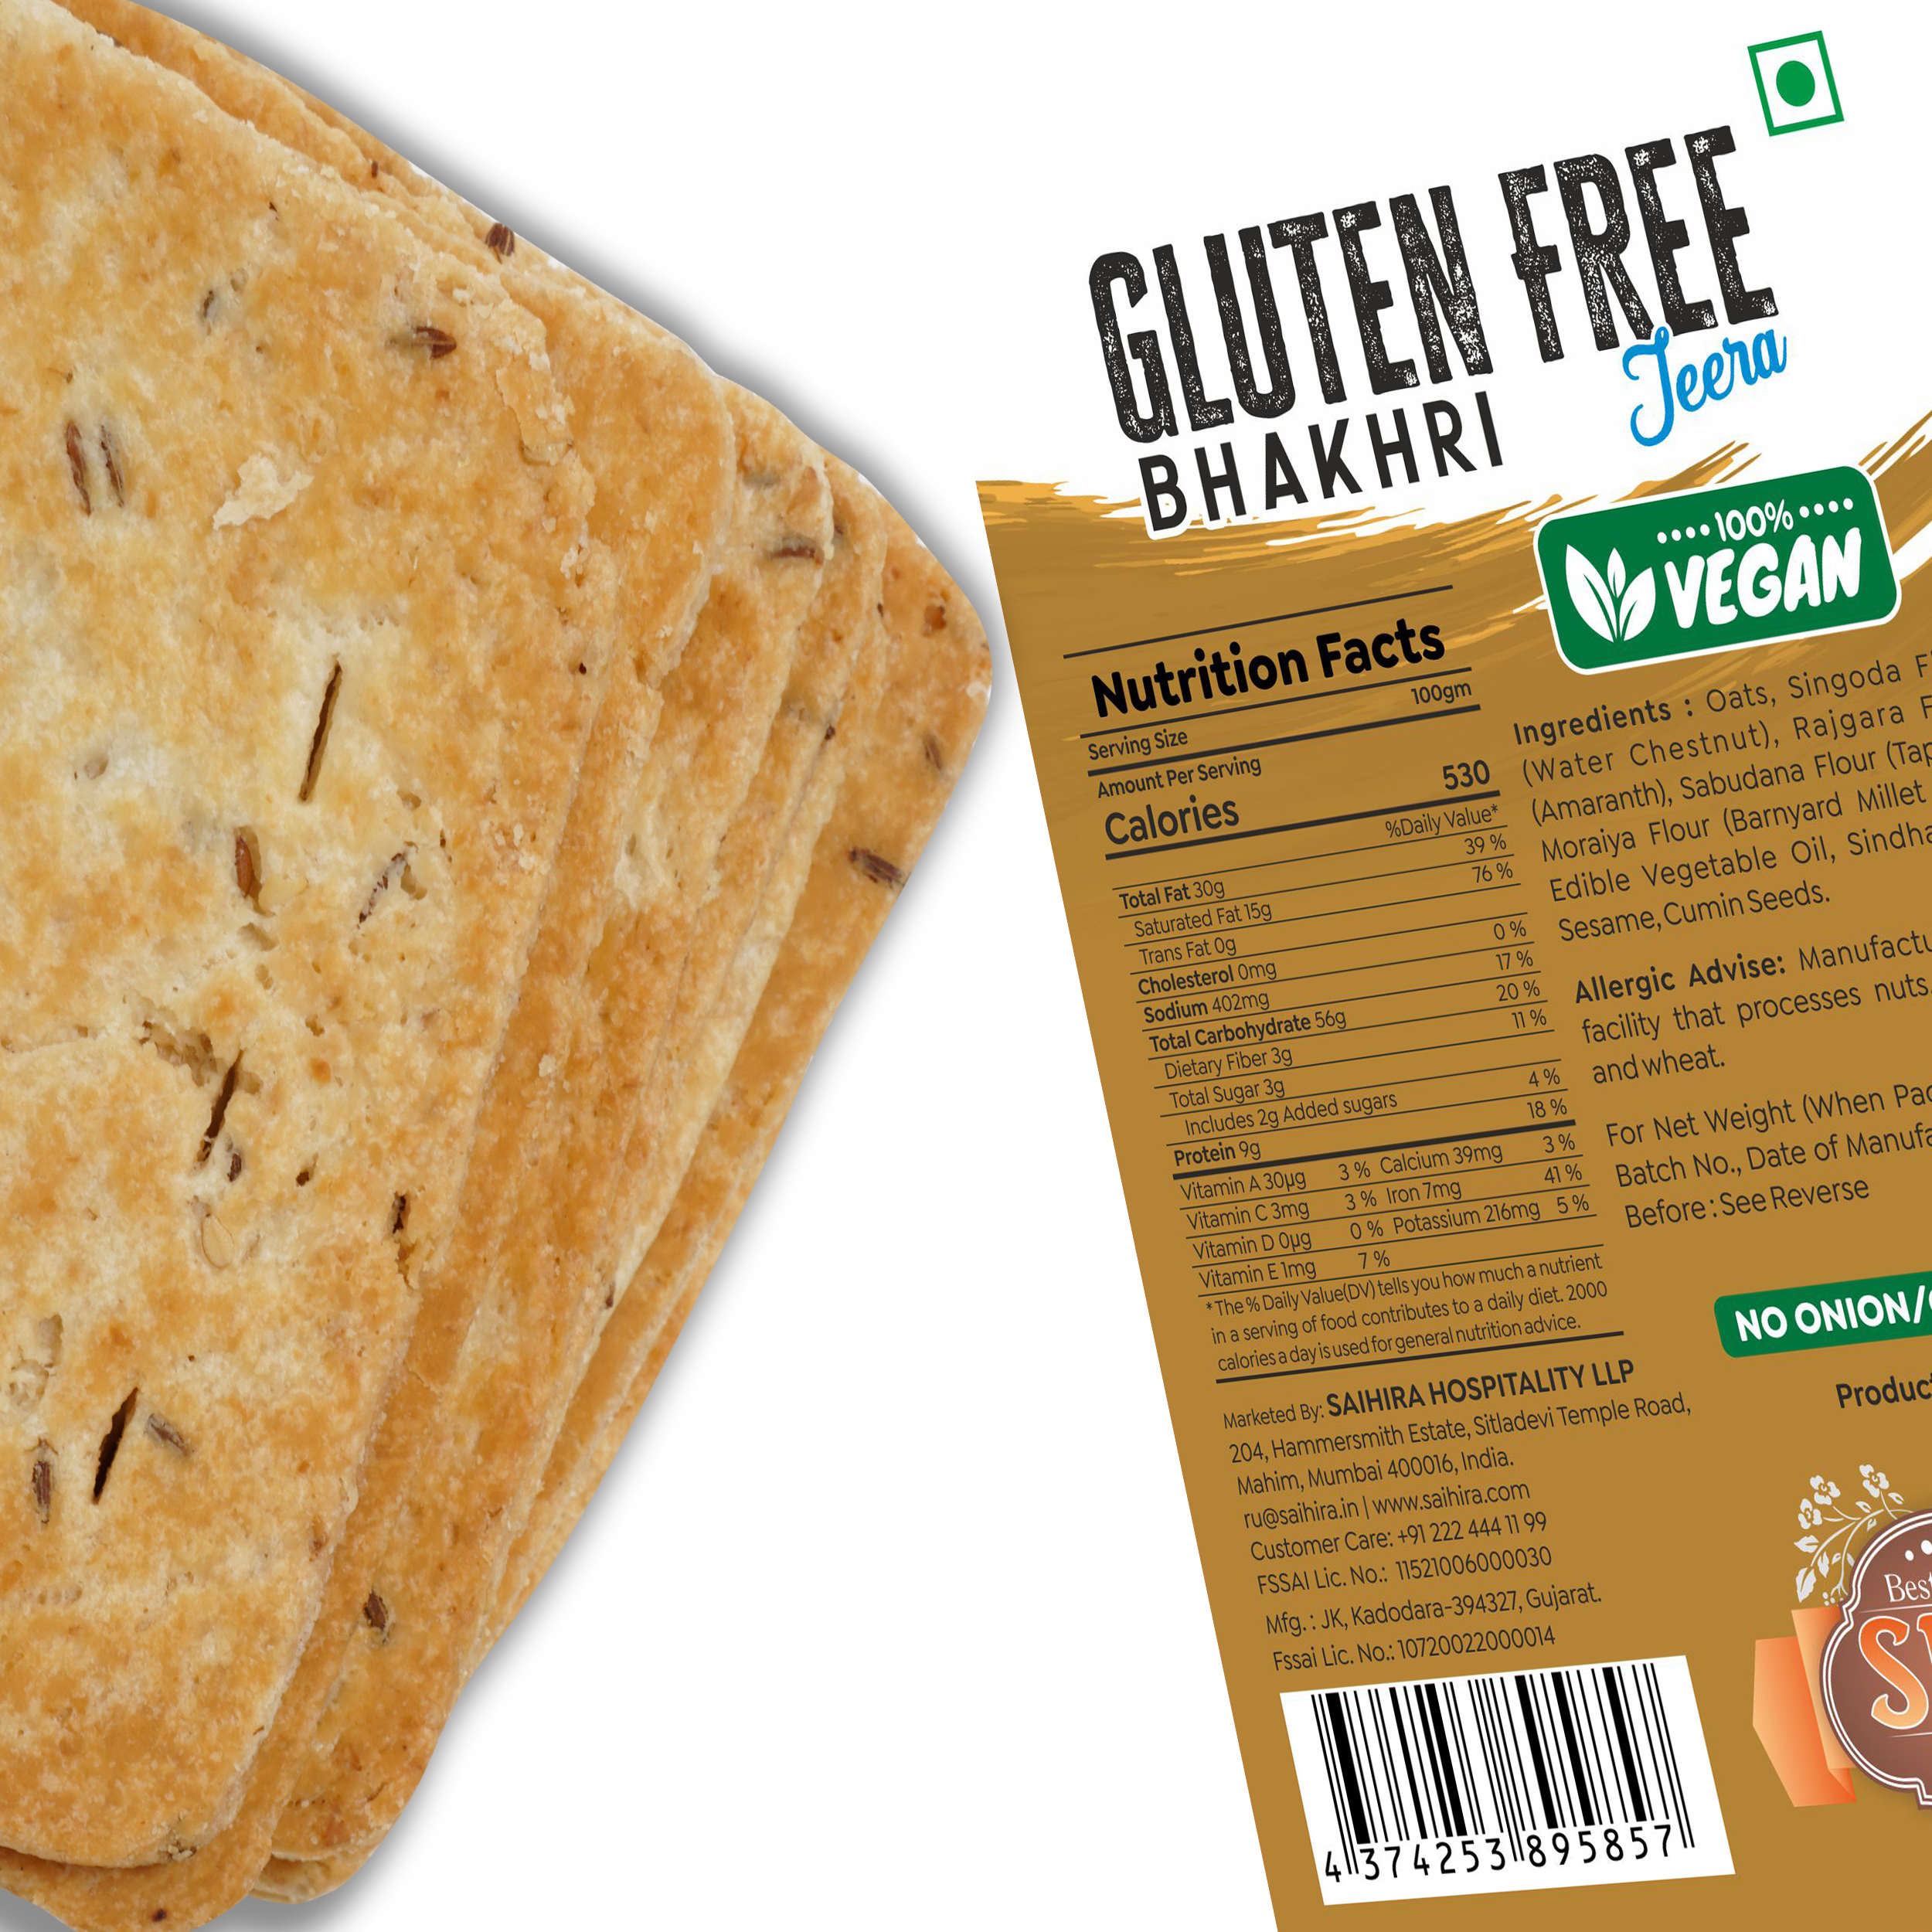 GLUTEN FREE
BHAKHRI
Jeera
100%
VEGAN
Nutrition Facts
Serving Size 100gm
Amount Per Serving
Calories 530
%Daily Value*
Total Fat 30g 39 %
Saturated Fat 15g 76 %
Trans Fat 0g
Cholesterol 0mg 0 %
Sodium 402mg 17 %
Total Carbohydrate 56g 20 %
Dietary Fiber 3g 11 %
Total Sugar 3g
Includes 2g Added sugars 4 %
Protein 9g 18 %
Vitamin A 30µg 3 % Calcium 39mg 3 %
Vitamin C 3mg 3 % Iron 7mg 41 %
Vitamin D 0µg 0 % Potassium 216mg 5 %
Vitamin E 1mg 7 %
*The % Daily Value(DV) tells you how much a nutrient
in a serving of food contributes to a daily diet. 2000
calories a day is used for general nutrition advice.
Marketed By: SAIHIRA HOSPITALITY LLP
204, Hammersmith Estate, Sitladevi Temple Road,
Mahim, Mumbai 400016, India.
ru@saihira.in | www.saihira.com
Customer Care: +91 222 444 11 99
FSSAI Lic. No.: 11521006000030
Mfg. : JK, Kadodara-394327, Gujarat.
Fssai Lic. No.: 10720022000014
4 374253 895857
Ingredients : Oats, Singoda
(Water Chestnut), Rajgara
(Amaranth), Sabudana Flour
Moraiya Flour (Barnyard Millet
Edible Vegetable Oil,
Sesame, Cumin Seeds.
Allergic Advise:
facility that processes nuts,
and wheat.
For Net Weight (When
Batch No., Date of
Before : See Reverse
NO ONION/